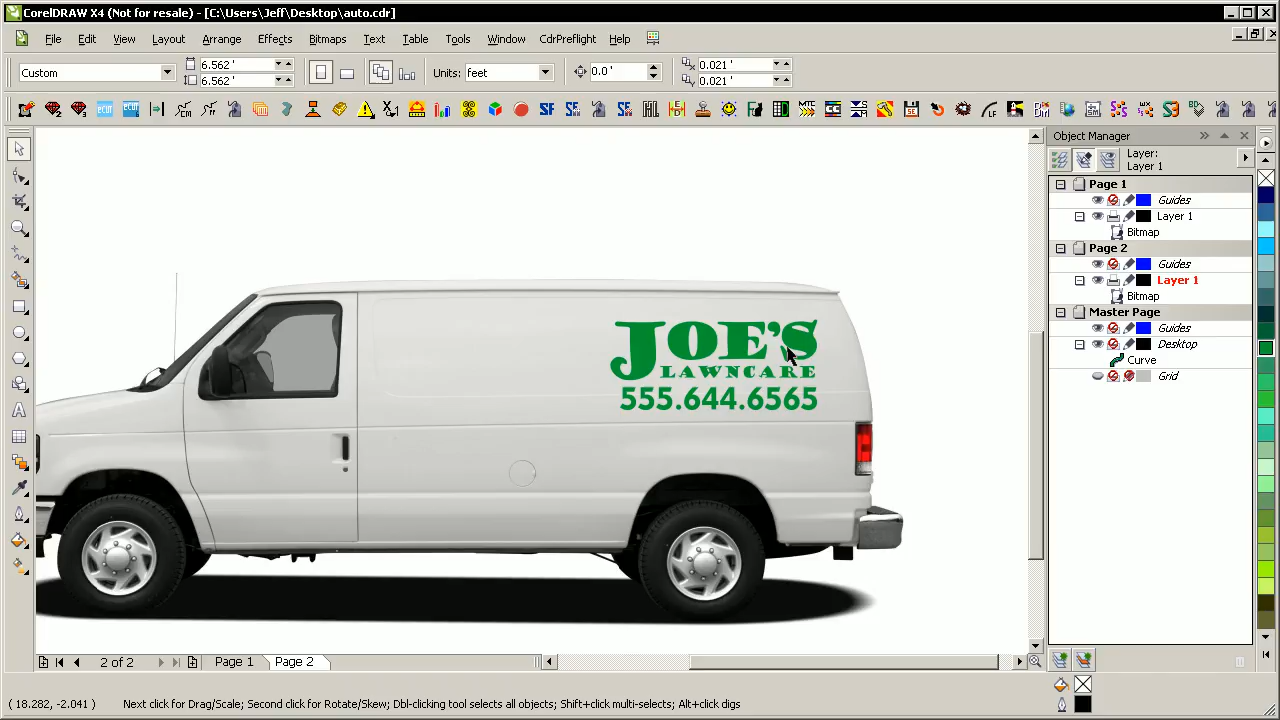 CorelDRAW X4 (Not for resale) - [C:\Users\Jeff\Desktop\auto.cdr]
File Edit View Layout Arrange Effects Bitmaps Text Table Tools Window CtrlPreflight Help
Custom 6.562 ' 6.562 ' Units: feet 0.0 ' 0.021 ' 0.021 '
Object Manager
Layer:
Layer 1
Page 1
Guides
Layer 1
Bitmap
Page 2
Guides
Layer 1
Bitmap
Master Page
Guides
Desktop
Curve
Grid
JOE'S
LAWNCARE
555.644.6565
2 of 2 Page 1 Page 2
( 18.282, -2.041 ) Next click for Drag/Scale; Second click for Rotate/ Dbl-clicking tool selects all objects; Shift+click multi-selects; Alt+click digs